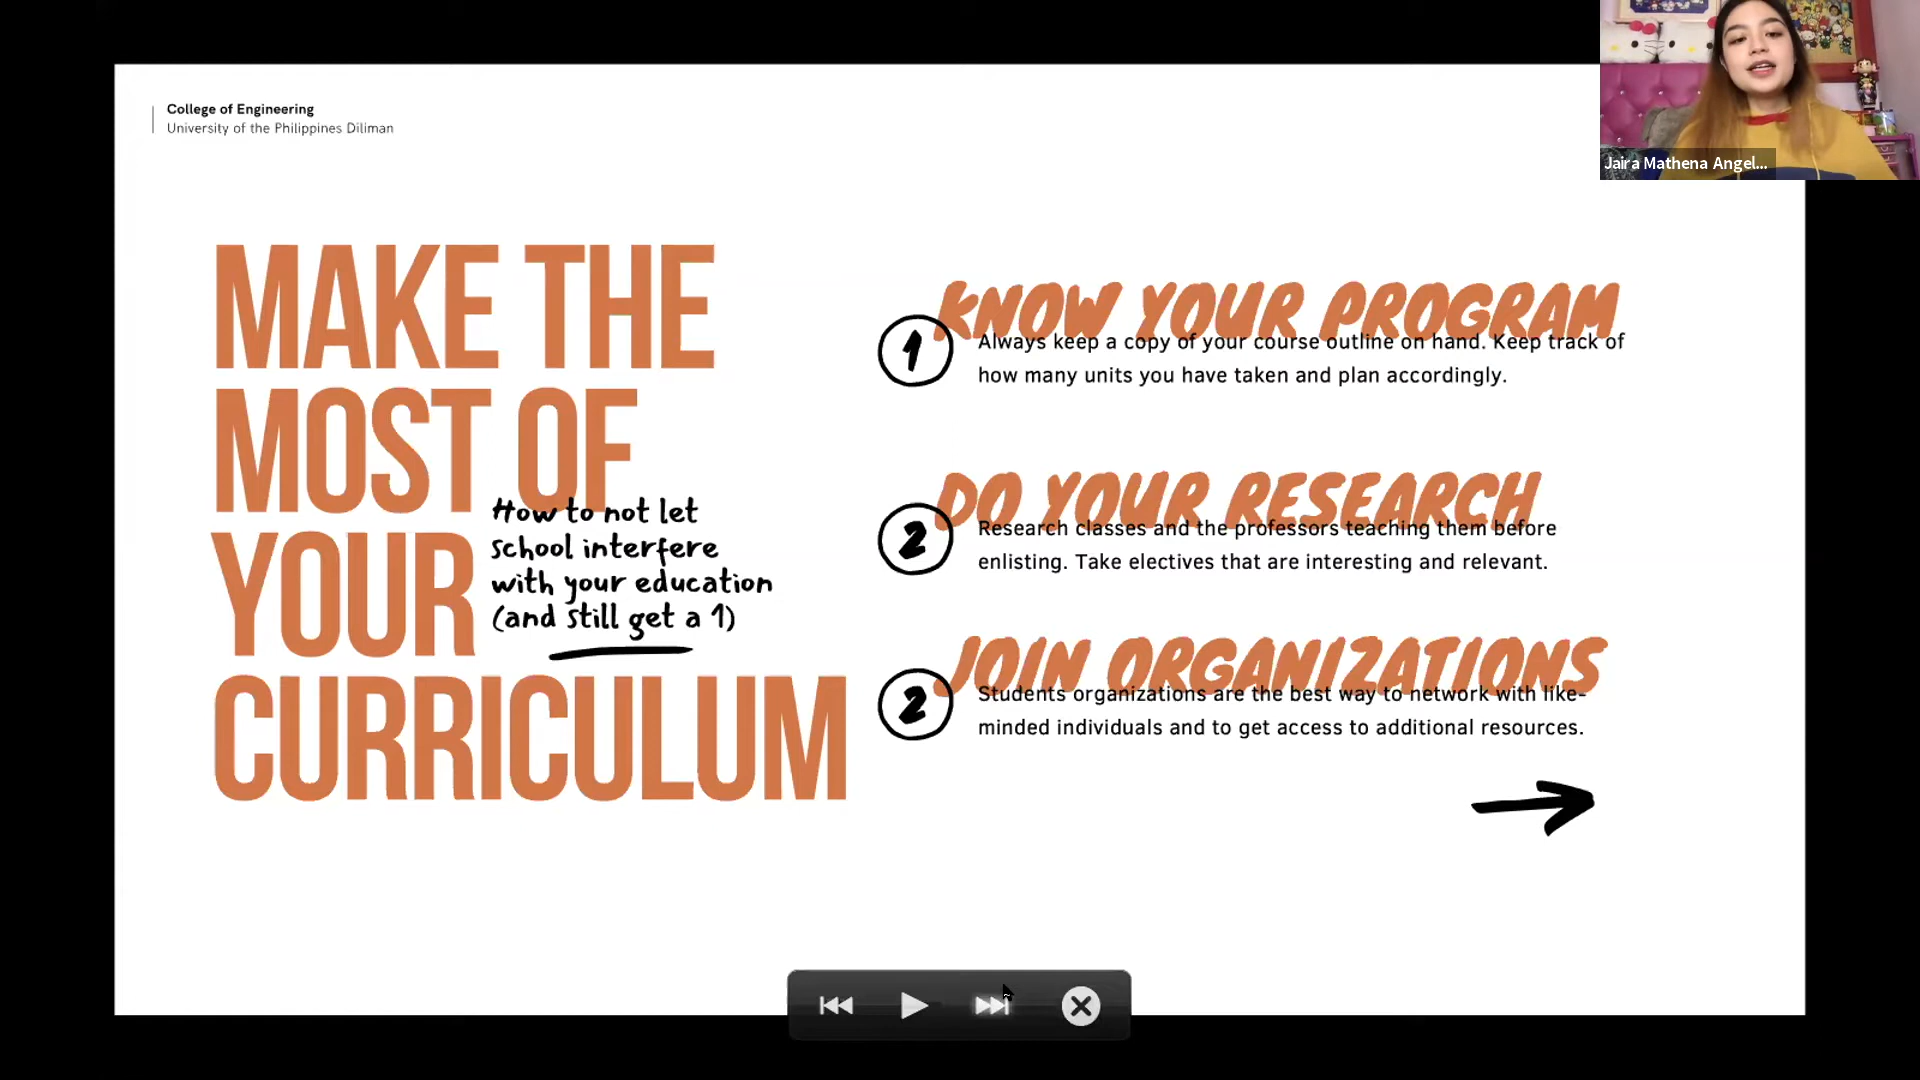 College of Engineering
University of the Philippines Diliman
Jaira Mathena Angel...
MAKE THE
MOST OF
YOUR
CURRICULUM
How to not let
school interfere
with your education
(and still get a 1)
KNOW YOUR PROGRAM
1
Always keep a copy of your course outline on hand. Keep track of
how many units you have taken and plan accordingly.
DO YOUR RESEARCH
2
Research classes and the professors teaching them before
enlisting. Take electives that are interesting and relevant.
JOIN ORGANIZATIONS
2
Students organizations are the best way to network with like-
minded individuals and to get access to additional resources.